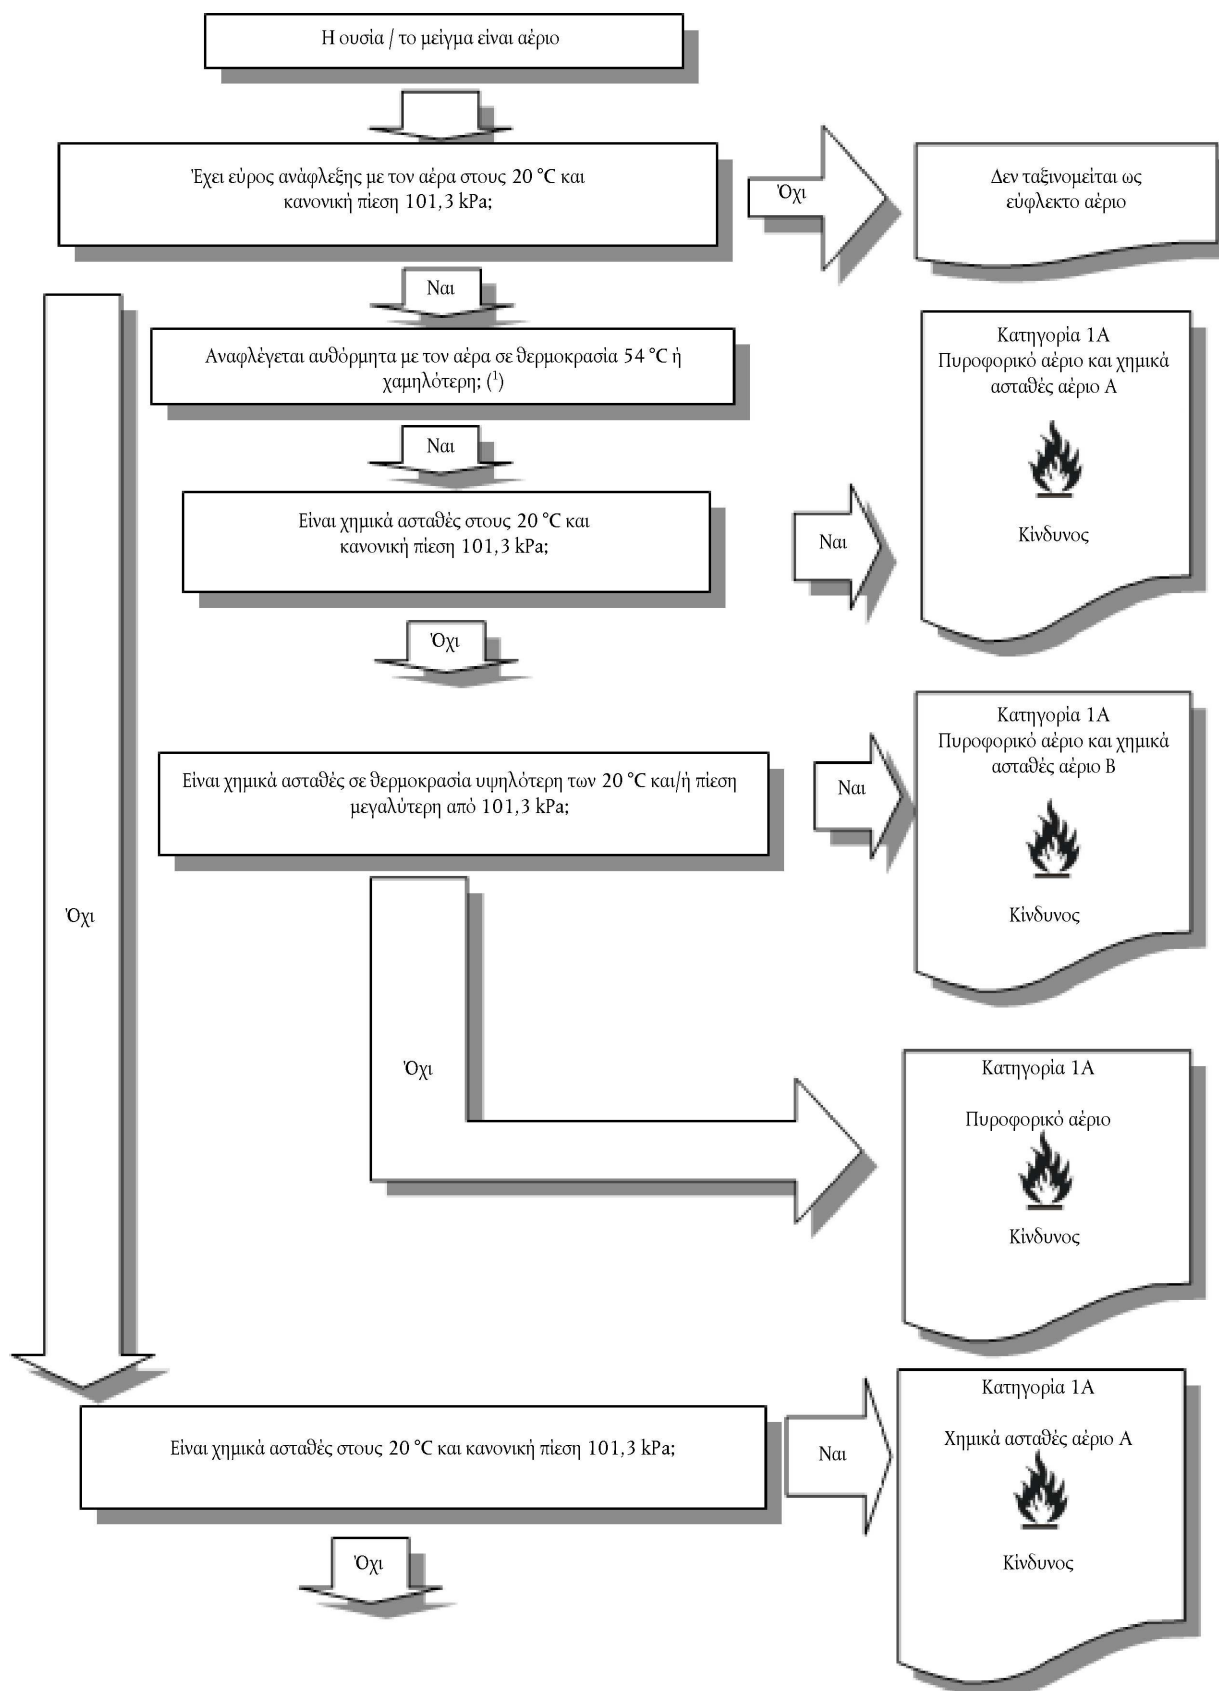 Η ουσία / το μείγμα είναι αέριο
Έχει εύρος ανάφλεξης με τον αέρα στους 20 °C και
κανονική πίεση 101,3 kPa;
Όχι
Δεν ταξινομείται ως
εύφλεκτο αέριο
Ναι
Αναφλέγεται αυθόρμητα με τον αέρα σε θερμοκρασία 54 °C ή
χαμηλότερη; (¹)
Κατηγορία 1A
Πυροφορικό αέριο και χημικά
ασταθές αέριο A
Κίνδυνος
Ναι
Είναι χημικά ασταθές στους 20 °C και
κανονική πίεση 101,3 kPa;
Ναι
Όχι
Είναι χημικά ασταθές σε θερμοκρασία υψηλότερη των 20 °C και/ή πίεση
μεγαλύτερη από 101,3 kPa;
Ναι
Κατηγορία 1A
Πυροφορικό αέριο και χημικά
ασταθές αέριο B
Κίνδυνος
Όχι
Όχι
Κατηγορία 1A
Πυροφορικό αέριο
Κίνδυνος
Είναι χημικά ασταθές στους 20 °C και κανονική πίεση 101,3 kPa;
Ναι
Κατηγορία 1A
Χημικά ασταθές αέριο A
Κίνδυνος
Όχι